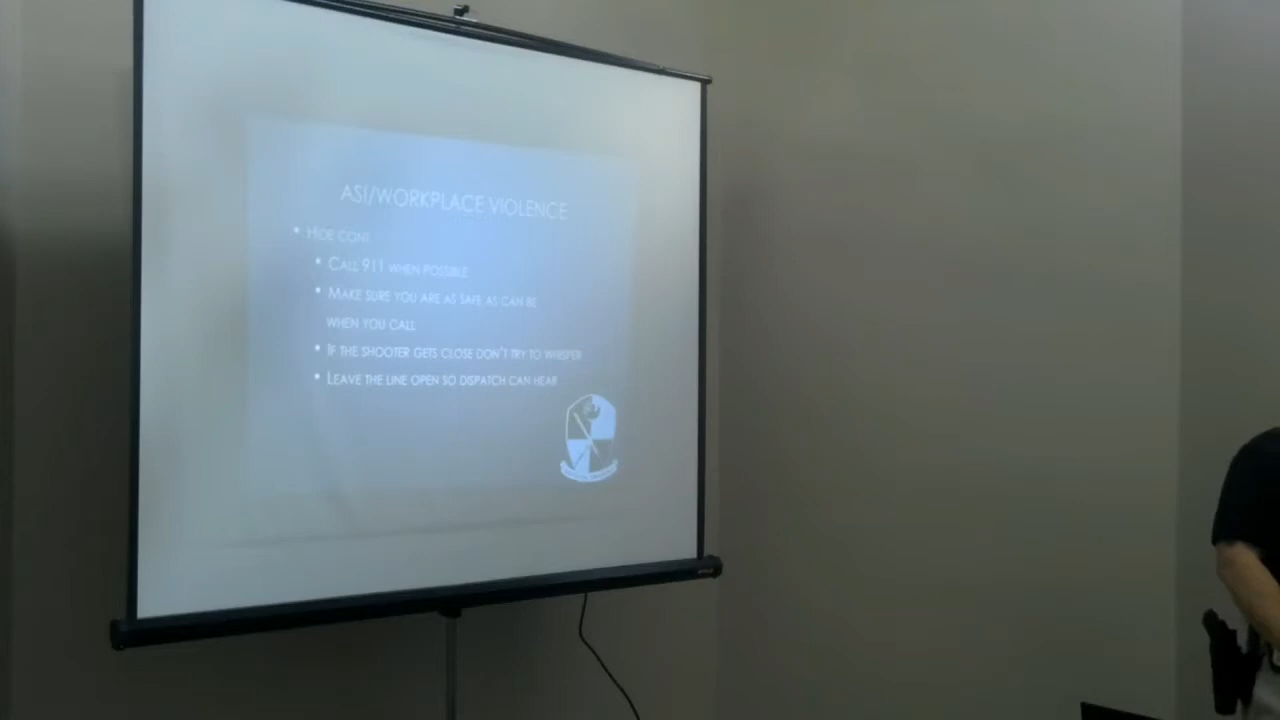 ASI/WORKPLACE VIOLENCE
• HIDE CONT.
• CALL 911 WHEN POSSIBLE
• MAKE SURE YOU ARE AS SAFE AS CAN BE
WHEN YOU CALL
• IF THE SHOOTER GETS CLOSE DON'T TRY TO WHISPER
• LEAVE THE LINE OPEN SO DISPATCH CAN HEAR